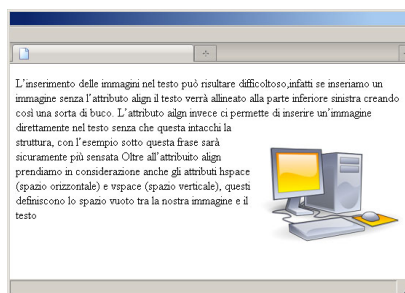 L'inserimento delle immagini nel testo può risultare difficoltoso,infatti se inseriamo un
immagine senza l'attributo align il testo verrà allineato alla parte inferiore sinistra creando
così una sorta di buco. L'attributo ailgn invece ci permette di inserire un'immagine
direttamente nel testo senza che questa intacchi la
struttura, con l'esempio sotto questa frase sarà
sicuramente più sensata Oltre all'attribuito align
prendiamo in considerazione anche gli attributi hspace
(spazio orizzontale) e vspace (spazio verticale), questi
definiscono lo spazio vuoto tra la nostra immagine e il
testo